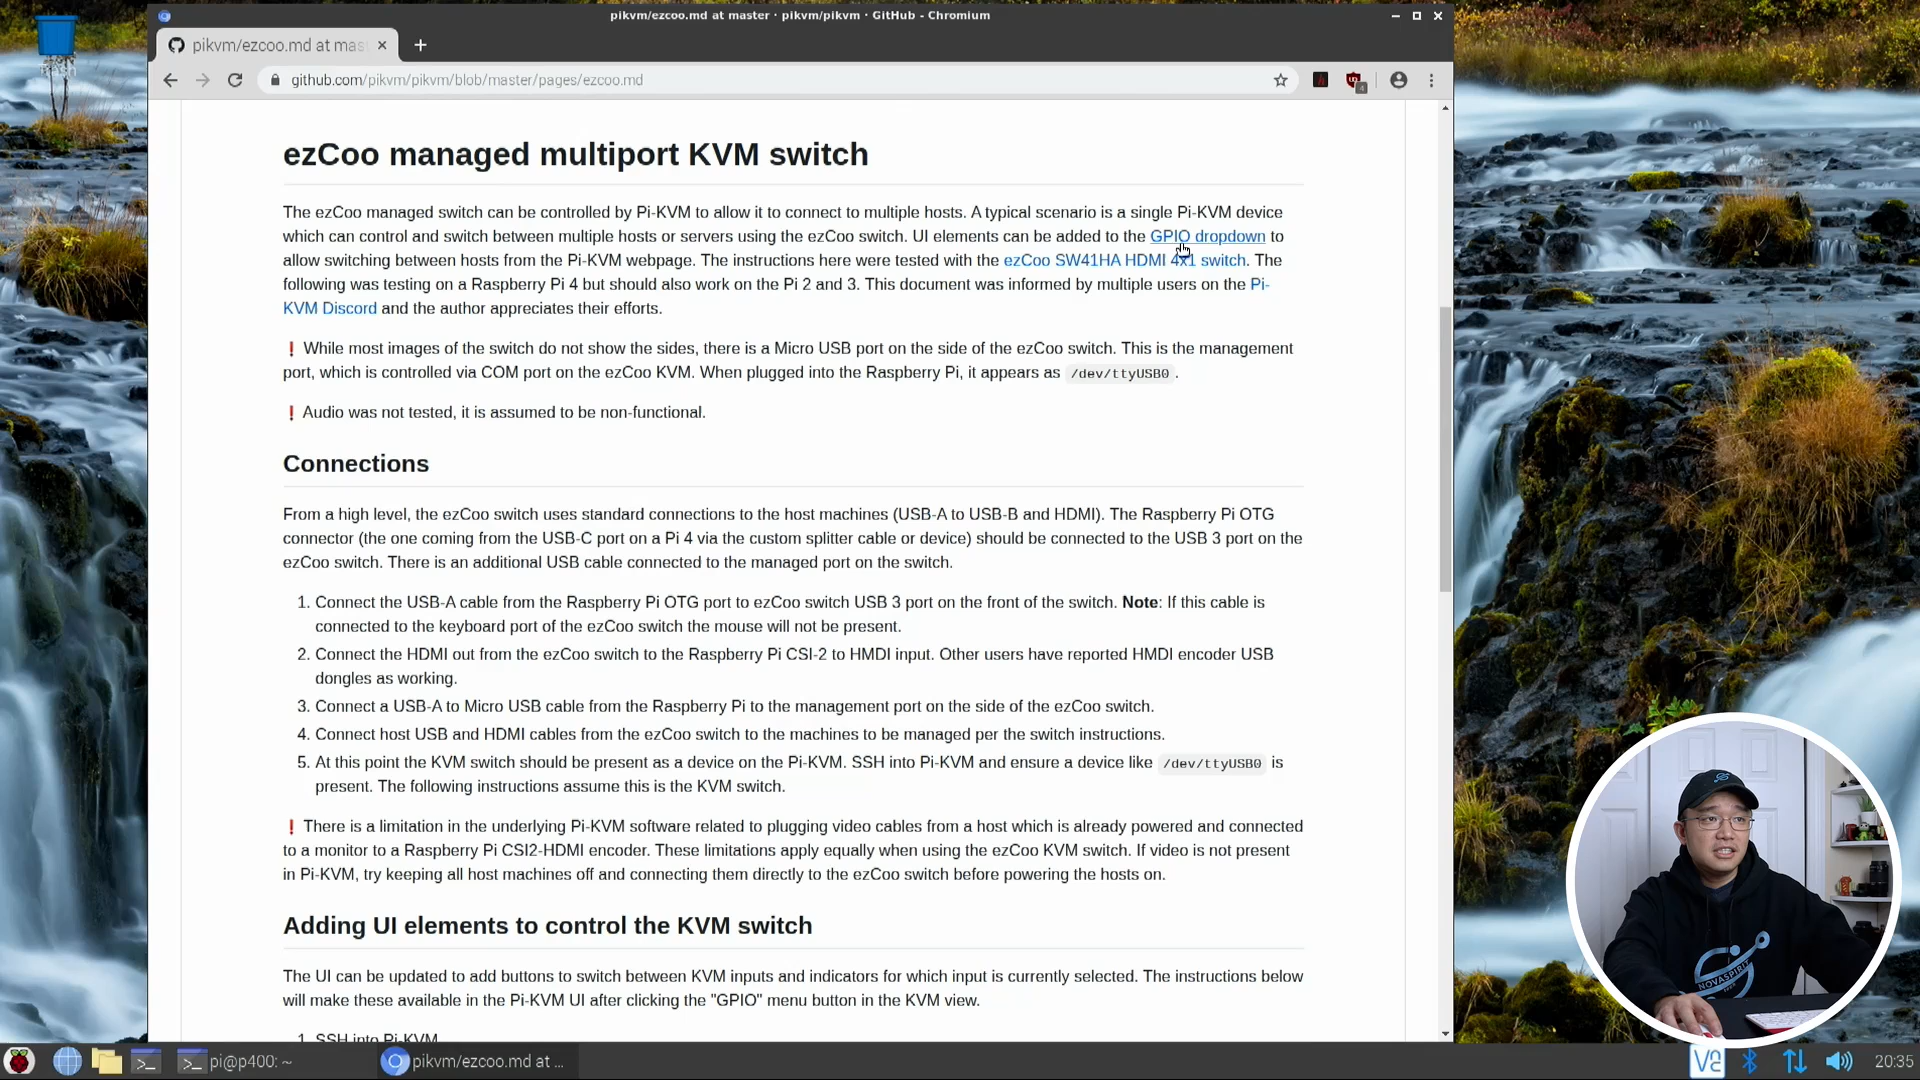 pikvm/ezcoo.md at master · pikvm/pikvm · GitHub - Chromium
pikvm/ezcoo.md at mas
github.com/pikvm/pikvm/blob/master/pages/ezcoo.md
ezCoo managed multiport KVM switch
The ezCoo managed switch can be controlled by Pi-KVM to allow it to connect to multiple hosts. A typical scenario is a single Pi-KVM device
which can control and switch between multiple hosts or servers using the ezCoo switch. UI elements can be added to the GPIO dropdown to
allow switching between hosts from the Pi-KVM webpage. The instructions here were tested with the ezCoo SW41HA HDMI 4x1 switch. The
following was testing on a Raspberry Pi 4 but should also work on the Pi 2 and 3. This document was informed by multiple users on the Pi-
KVM Discord and the author appreciates their efforts.
❗ While most images of the switch do not show the sides, there is a Micro USB port on the side of the ezCoo switch. This is the management
port, which is controlled via COM port on the ezCoo KVM. When plugged into the Raspberry Pi, it appears as /dev/ttyUSB0.
❗ Audio was not tested, it is assumed to be non-functional.
Connections
From a high level, the ezCoo switch uses standard connections to the host machines (USB-A to USB-B and HDMI). The Raspberry Pi OTG
connector (the one coming from the USB-C port on a Pi 4 via the custom splitter cable or device) should be connected to the USB 3 port on the
ezCoo switch. There is an additional USB cable connected to the managed port on the switch.
1. Connect the USB-A cable from the Raspberry Pi OTG port to ezCoo switch USB 3 port on the front of the switch. Note: If this cable is
connected to the keyboard port of the ezCoo switch the mouse will not be present.
2. Connect the HDMI out from the ezCoo switch to the Raspberry Pi CSI-2 to HMDI input. Other users have reported HMDI encoder USB
dongles as working.
3. Connect a USB-A to Micro USB cable from the Raspberry Pi to the management port on the side of the ezCoo switch.
4. Connect host USB and HDMI cables from the ezCoo switch to the machines to be managed per the switch instructions.
5. At this point the KVM switch should be present as a device on the Pi-KVM. SSH into Pi-KVM and ensure a device like /dev/ttyUSB0 is
present. The following instructions assume this is the KVM switch.
❗ There is a limitation in the underlying Pi-KVM software related to plugging video cables from a host which is already powered and connected
to a monitor to a Raspberry Pi CSI2-HDMI encoder. These limitations apply equally when using the ezCoo KVM switch. If video is not present
in Pi-KVM, try keeping all host machines off and connecting them directly to the ezCoo switch before powering the hosts on.
Adding UI elements to control the KVM switch
The UI can be updated to add buttons to switch between KVM inputs and indicators for which input is currently selected. The instructions below
will make these available in the Pi-KVM UI after clicking the "GPIO" menu button in the KVM view.
1. SSH into Pi-KVM
NOVASPIRIT
pi@p400: ~
pikvm/ezcoo.md at ...
20:35